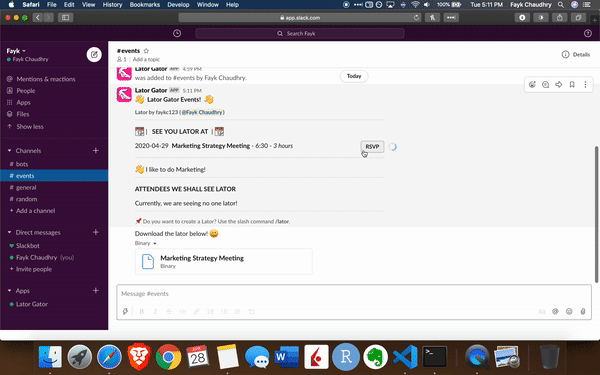 Safari File Edit View History Bookmarks Develop Window Help
100% Tue 5:11 PM Fayk Chaudhry
app.slack.com
Search Fayk
Fayk
Fayk Chaudhry
Mentions & reactions
People
Apps
Files
Show less
Channels
# bots
# events
# general
# random
+ Add a channel
Direct messages
Slackbot
Fayk Chaudhry (you)
+ Invite people
Apps
Lator Gator
#events
1 | Add a topic
Details
Lator Gator APP 4:59 PM
was added to #events by Fayk Chaudhry.
Today
Lator Gator APP 5:11 PM
Lator Gator Events!
Lator by faykc123 (@Fayk Chaudhry)
| SEE YOU LATOR AT |
2020-04-29 Marketing Strategy Meeting - 6:30 - 3 hours
RSVP
I like to do Marketing!
ATTENDEES WE SHALL SEE LATOR
Currently, we are seeing no one lator!
Do you want to create a Lator? Use the slash command /lator.
Download the lator below!
Binary
Marketing Strategy Meeting
Binary
Message #events
APR
28
W
R